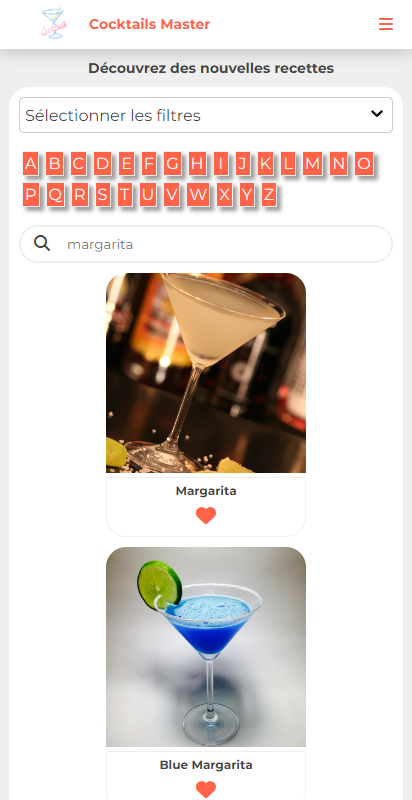 Cocktails Master
Découvrez des nouvelles recettes
Sélectionner les filtres
A B C D E F G H I J K L M N O
P Q R S T U V W X Y Z
margarita
Margarita
Blue Margarita